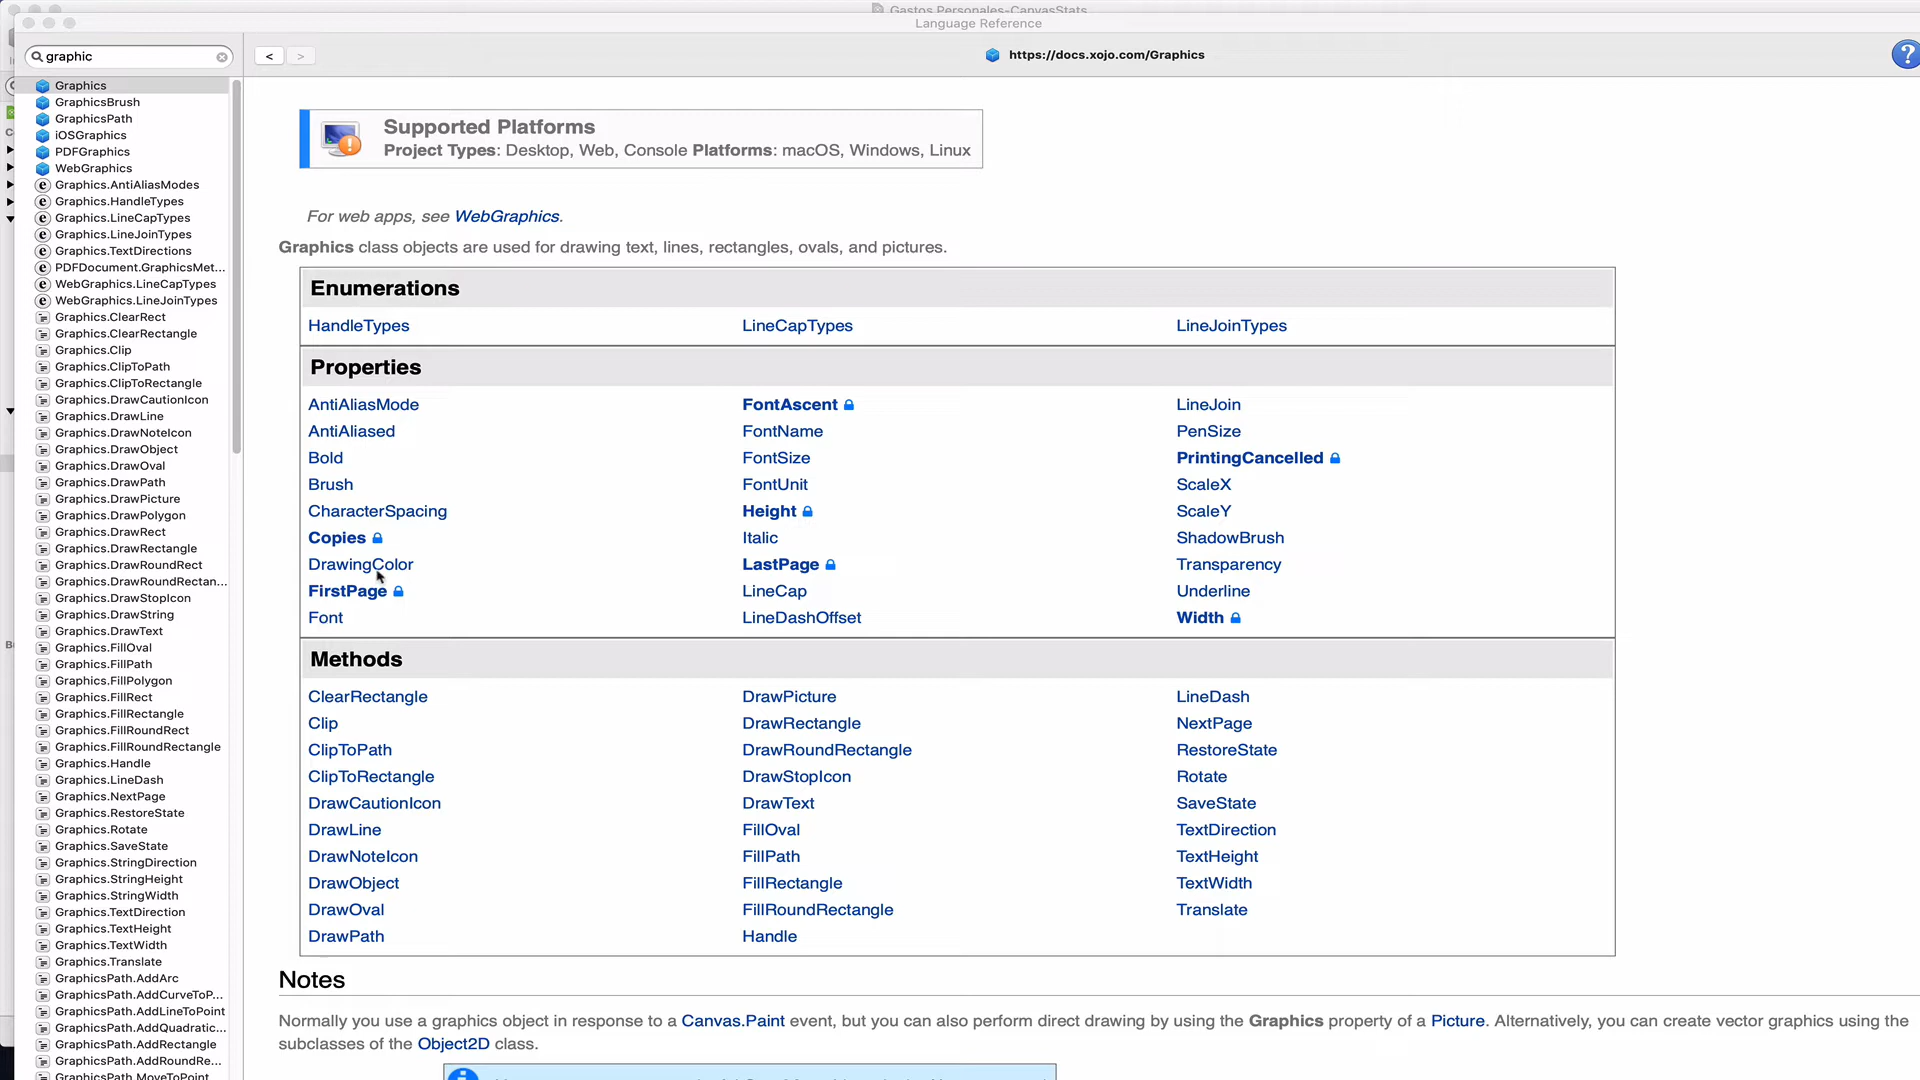 Gastos Personales-CanvasStats
Language Reference
graphic
<
>
https://docs.xojo.com/Graphics
?
Graphics
GraphicsBrush
GraphicsPath
iOSGraphics
PDFGraphics
WebGraphics
Graphics.AntiAliasModes
Graphics.HandleTypes
Graphics.LineCapTypes
Graphics.LineJoinTypes
Graphics.TextDirections
PDFDocument.GraphicsMet...
WebGraphics.LineCapTypes
WebGraphics.LineJoinTypes
Graphics.ClearRect
Graphics.ClearRectangle
Graphics.Clip
Graphics.ClipToPath
Graphics.ClipToRectangle
Graphics.DrawCautionIcon
Graphics.DrawLine
Graphics.DrawNoteIcon
Graphics.DrawObject
Graphics.DrawOval
Graphics.DrawPath
Graphics.DrawPicture
Graphics.DrawPolygon
Graphics.DrawRect
Graphics.DrawRectangle
Graphics.DrawRoundRect
Graphics.DrawRoundRectan...
Graphics.DrawStopIcon
Graphics.DrawString
Graphics.DrawText
Graphics.FillOval
Graphics.FillPath
Graphics.FillPolygon
Graphics.FillRect
Graphics.FillRectangle
Graphics.FillRoundRect
Graphics.FillRoundRectangle
Graphics.Handle
Graphics.LineDash
Graphics.NextPage
Graphics.RestoreState
Graphics.Rotate
Graphics.SaveState
Graphics.StringDirection
Graphics.StringHeight
Graphics.StringWidth
Graphics.TextDirection
Graphics.TextHeight
Graphics.TextWidth
Graphics.Translate
GraphicsPath.AddArc
GraphicsPath.AddCurveToP...
GraphicsPath.AddLineToPoint
GraphicsPath.AddQuadratic...
GraphicsPath.AddRectangle
GraphicsPath.AddRoundRe...
GraphicsPath.MoveToPoint
Supported Platforms
Project Types: Desktop, Web, Console Platforms: macOS, Windows, Linux
For web apps, see WebGraphics.
Graphics class objects are used for drawing text, lines, rectangles, ovals, and pictures.
Enumerations
HandleTypes LineCapTypes LineJoinTypes
Properties
AntiAliasMode FontAscent LineJoin
AntiAliased FontName PenSize
Bold FontSize PrintingCancelled
Brush FontUnit ScaleX
CharacterSpacing Height ScaleY
Copies Italic ShadowBrush
DrawingColor LastPage Transparency
FirstPage LineCap Underline
Font LineDashOffset Width
Methods
ClearRectangle DrawPicture LineDash
Clip DrawRectangle NextPage
ClipToPath DrawRoundRectangle RestoreState
ClipToRectangle DrawStopIcon Rotate
DrawCautionIcon DrawText SaveState
DrawLine FillOval TextDirection
DrawNoteIcon FillPath TextHeight
DrawObject FillRectangle TextWidth
DrawOval FillRoundRectangle Translate
DrawPath Handle
Notes
Normally you use a graphics object in response to a Canvas.Paint event, but you can also perform direct drawing by using the Graphics property of a Picture. Alternatively, you can create vector graphics using the
subclasses of the Object2D class.